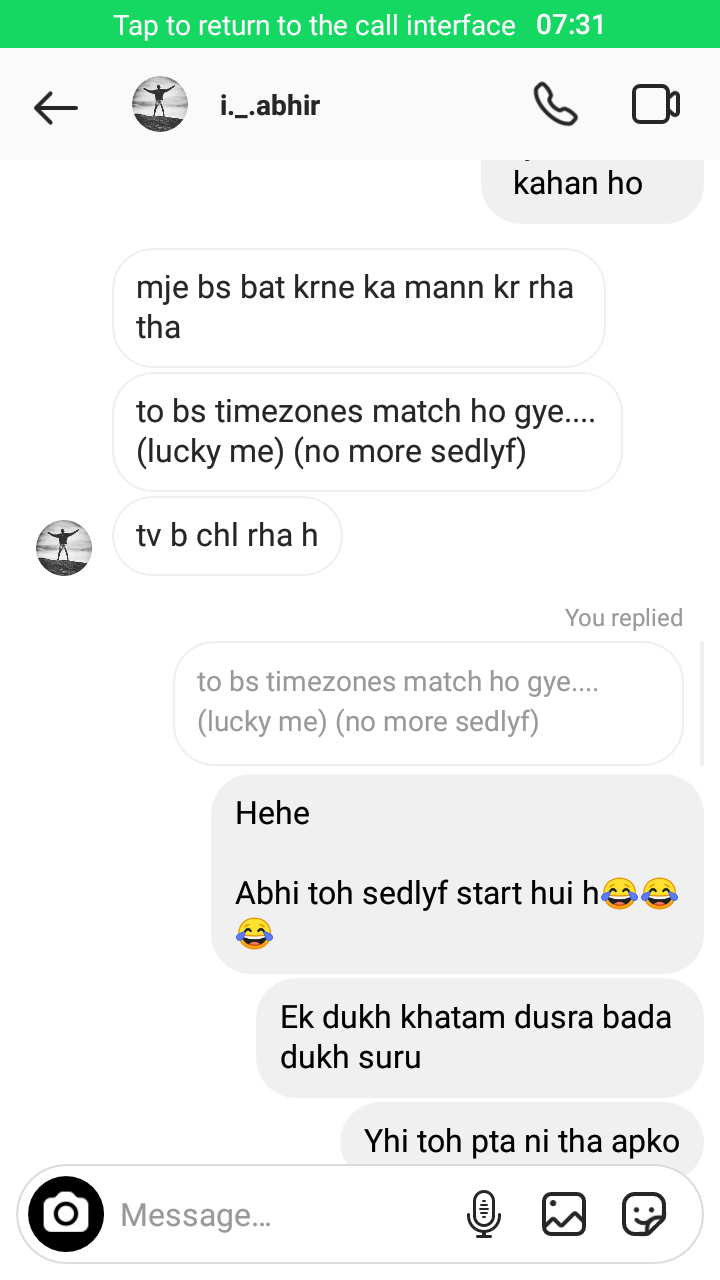 Tap to return to the call interface 07:31
i._.abhir
kahan ho
mje bs bat krne ka mann kr rha
tha
to bs timezones match ho gye....
(lucky me) (no more sedlyf)
tv b chl rha h
You replied
to bs timezones match ho gye....
(lucky me) (no more sedlyf)
Hehe
Abhi toh sedlyf start hui h😂😂
😂
Ek dukh khatam dusra bada
dukh suru
Yhi toh pta ni tha apko
Message...